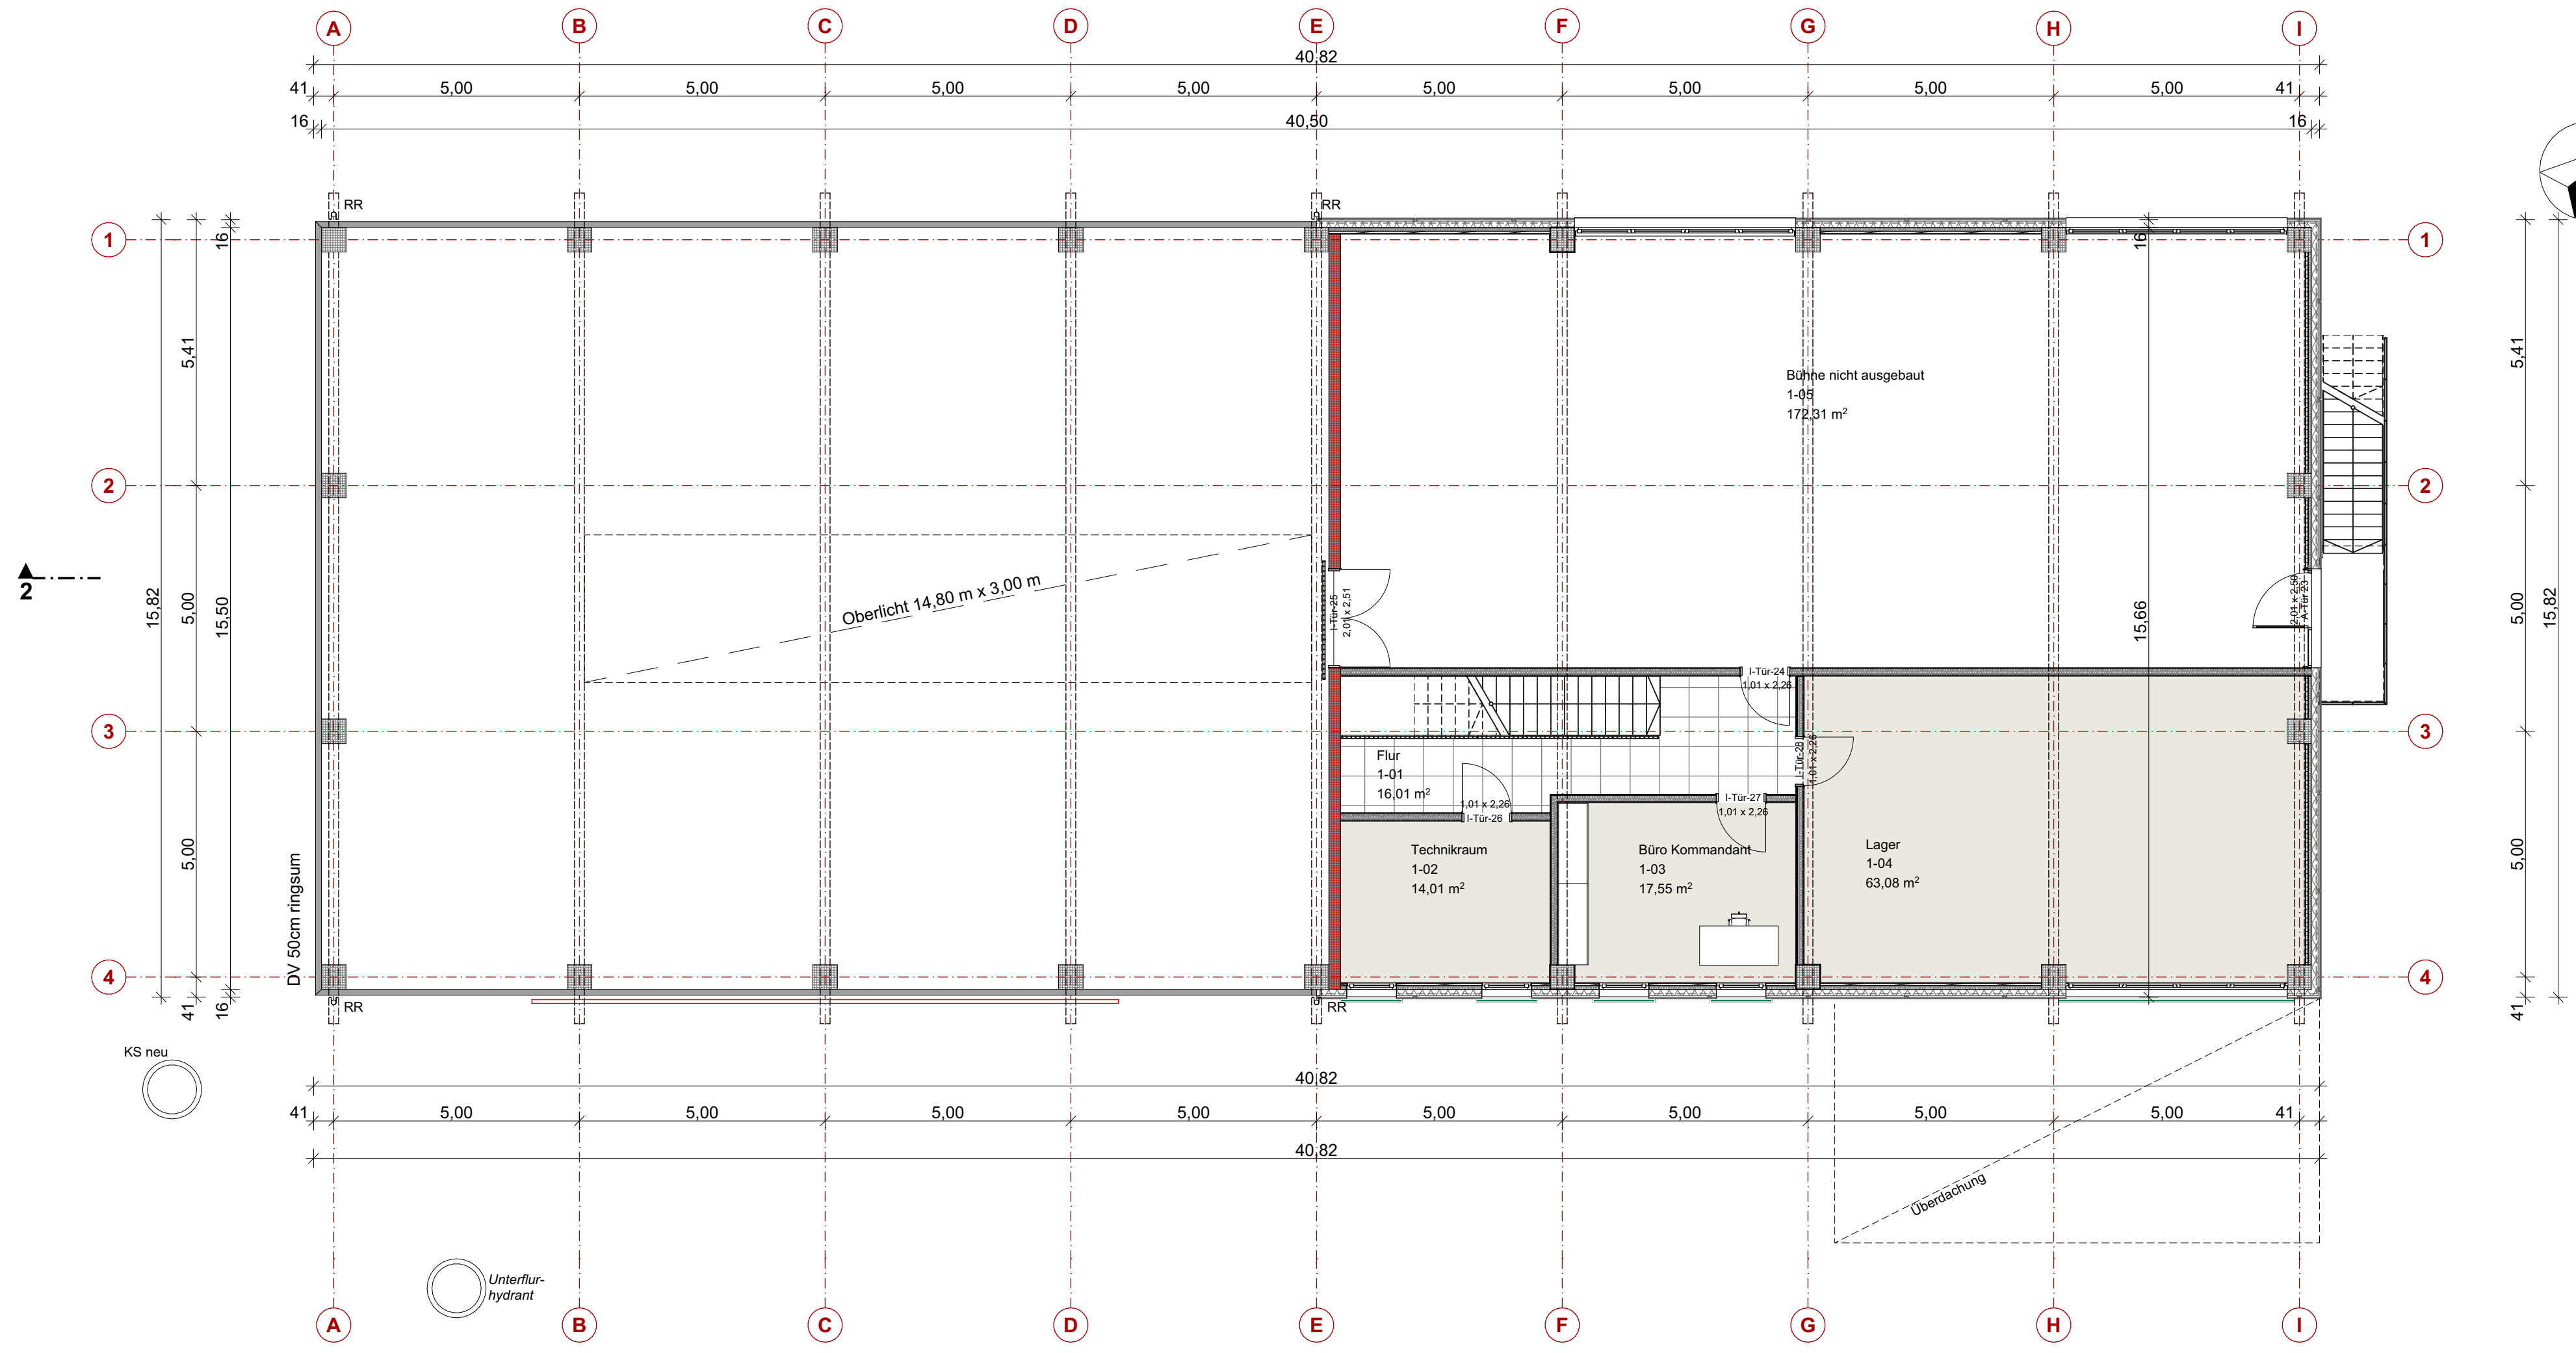 A B C D E F G H I
40,82
41 5,00 5,00 5,00 5,00 5,00 5,00 5,00 5,00 41
16 40,50 16
RR
RR
1
16
16
1
5,41
5,41
Bühne nicht ausgebaut
1-05
172,31 m²
2
2
2
Oberlicht 14,80 m x 3,00 m
15,82
5,00
15,50
I-Tür-25
2,01 x 2,51
15,66
2,01 x 2,50
A-Tür 23
5,00
15,82
I-Tür-24
1,01 x 2,26
3
3
Flur
1-01
16,01 m²
I-Tür-28
1,01 x 2,26
1,01 x 2,26
I-Tür-26
I-Tür-27
1,01 x 2,26
5,00
5,00
Technikraum
1-02
14,01 m²
Büro Kommandant
1-03
17,55 m²
Lager
1-04
63,08 m²
DV 50cm ringsum
4
4
41
16
41
RR
RR
KS neu
40,82
41 5,00 5,00 5,00 5,00 5,00 5,00 5,00 5,00 41
40,82
Überdachung
Unterflur-
hydrant
A B C D E F G H I